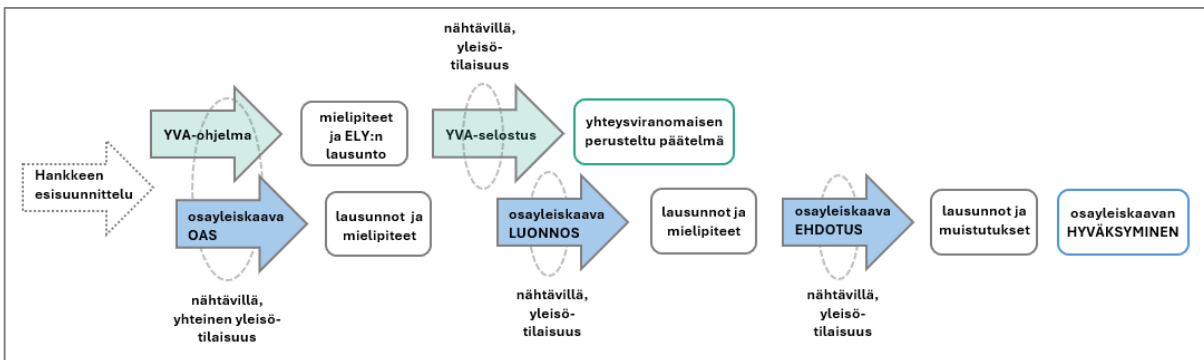 nähtävillä,
yleisö-
tilaisuus
Hankkeen
esisuunnittelu
YVA-ohjelma
mielipiteet
ja ELY:n
lausunto
YVA-selostus
yhteysviranomaisen
perusteltu päätelmä
osayleiskaava
OAS
lausunnot ja
mielipiteet
osayleiskaava
LUONNOS
lausunnot ja
mielipiteet
osayleiskaava
EHDOTUS
lausunnot ja
muistutukset
osayleiskaavan
HYVÄKSYMINEN
nähtävillä,
yhteinen yleisö-
tilaisuus
nähtävillä,
yleisö-
tilaisuus
nähtävillä,
yleisö-
tilaisuus